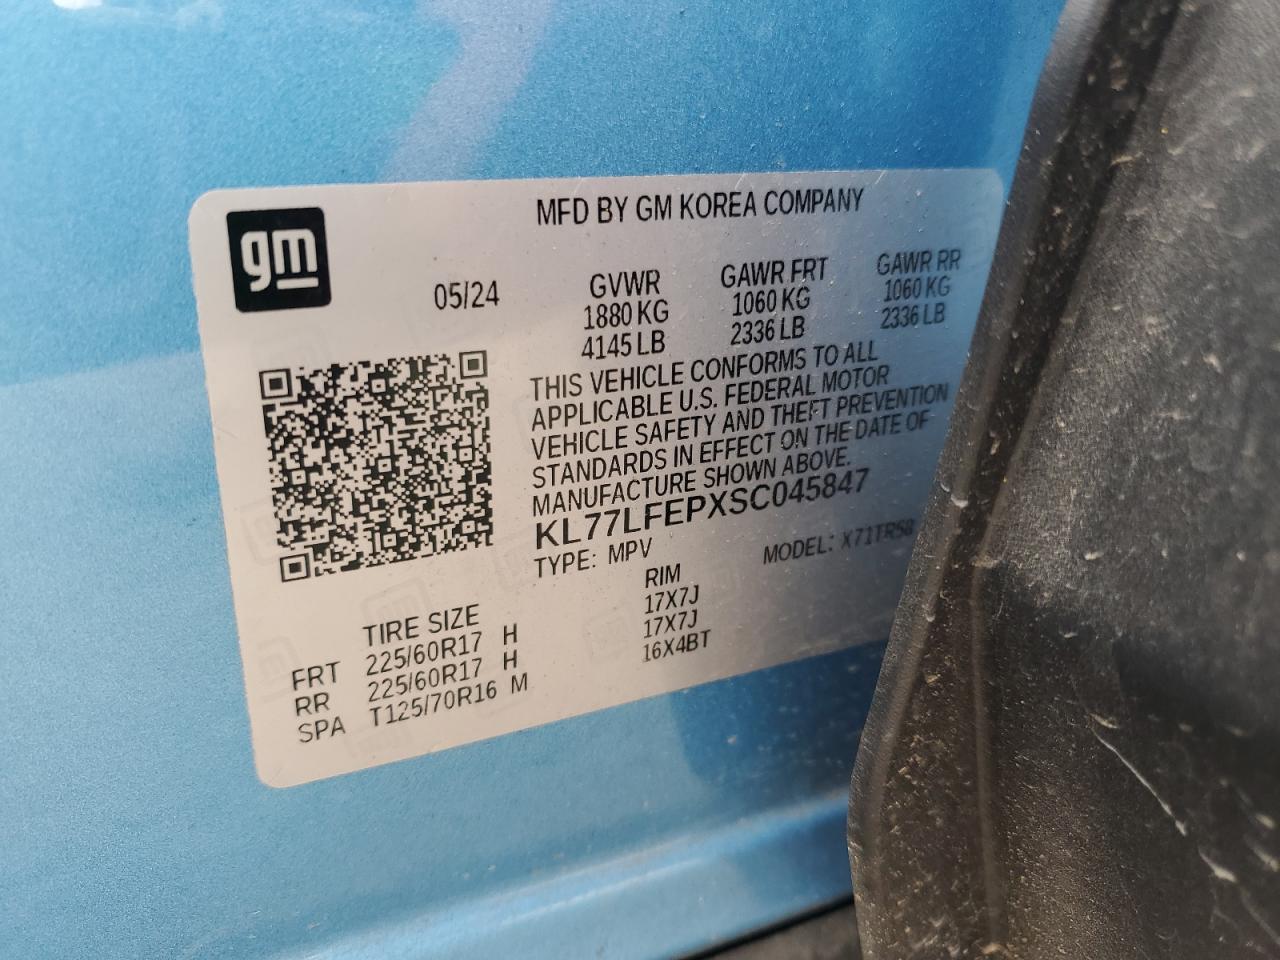 gm
MFD BY GM KOREA COMPANY
05/24
GVWR GAWR FRT GAWR RR
1880 KG 1060 KG 1060 KG
4145 LB 2336 LB 2336 LB
THIS VEHICLE CONFORMS TO ALL
APPLICABLE U.S. FEDERAL MOTOR
VEHICLE SAFETY AND THEFT PREVENTION
STANDARDS IN EFFECT ON THE DATE OF
MANUFACTURE SHOWN ABOVE.
KL77LFEPXSC045847
TYPE: MPV MODEL: X71TR58
TIRE SIZE RIM
FRT 225/60R17 H 17X7J
RR 225/60R17 H 17X7J
SPA T125/70R16 M 16X4BT